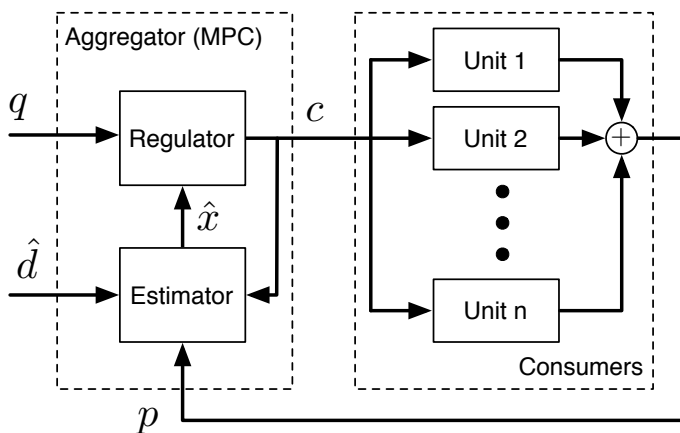 Aggregator (MPC)
Unit 1
q
Regulator
c
Unit 2
+
x̂
d̂
Estimator
Unit n
Consumers
p